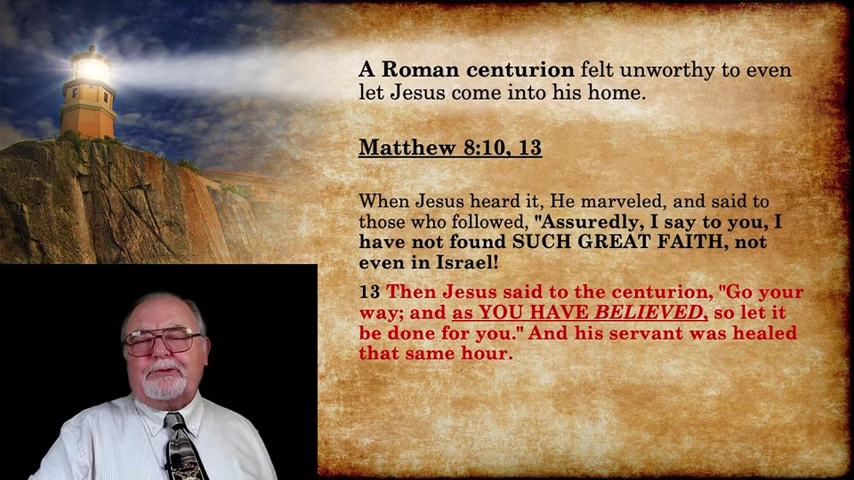 A Roman centurion felt unworthy to even
let Jesus come into his home.
Matthew 8:10, 13
When Jesus heard it, He marveled, and said to
those who followed, "Assuredly, I say to you, I
have not found SUCH GREAT FAITH, not
even in Israel!
13 Then Jesus said to the centurion, "Go your
way; and as YOU HAVE BELIEVED, so let it
be done for you." And his servant was healed
that same hour.